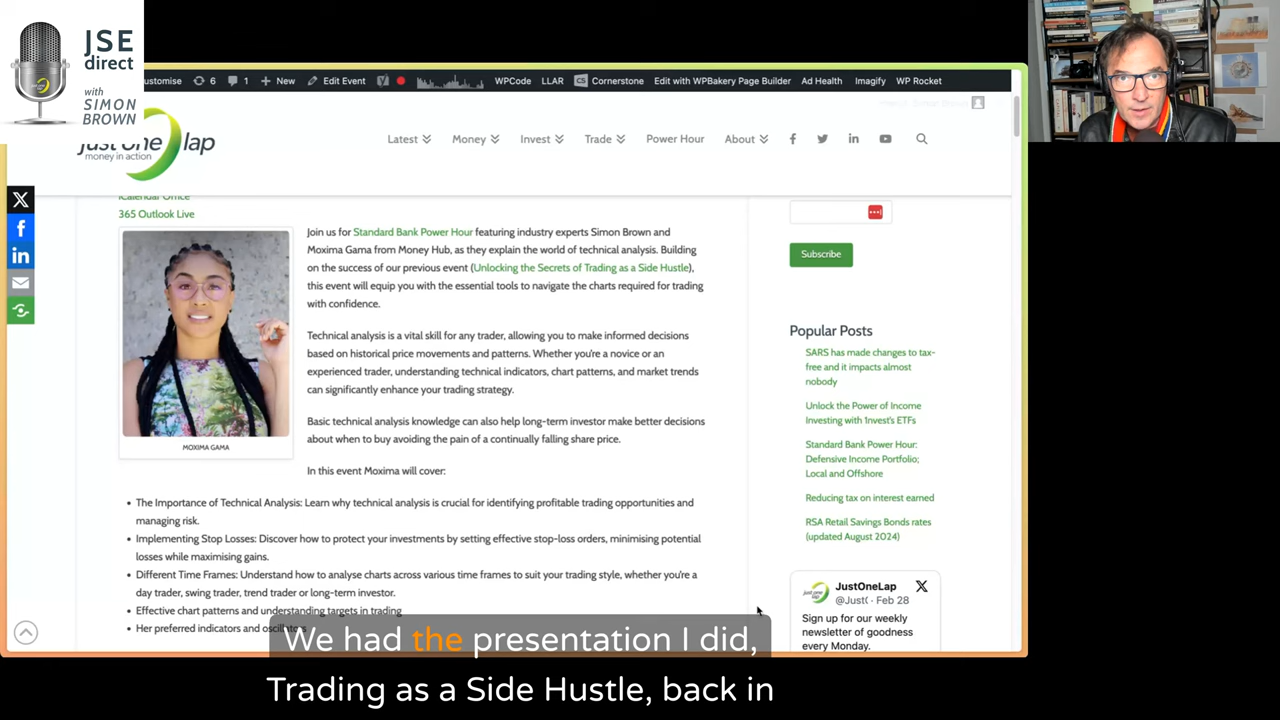 JSE
direct
with
SIMON
BROWN
ustomise 6 1 + New Edit Event WPCode LLAR Cornerstone Edit with WPBakery Page Builder Ad Health Imagify WP Rocket
just one lap
money in action
Latest Money Invest Trade Power Hour About
iCalendar Office
365 Outlook Live
Join us for Standard Bank Power Hour featuring industry experts Simon Brown and
Moxima Gama from Money Hub, as they explain the world of technical analysis. Building
on the success of our previous event (Unlocking the Secrets of Trading as a Side Hustle),
this event will equip you with the essential tools to navigate the charts required for trading
with confidence.
Technical analysis is a vital skill for any trader, allowing you to make informed decisions
based on historical price movements and patterns. Whether you're a novice or an
experienced trader, understanding technical indicators, chart patterns, and market trends
can significantly enhance your trading strategy.
Basic technical analysis knowledge can also help long-term investor make better decisions
about when to buy avoiding the pain of a continually falling share price.
MOXIMA GAMA
In this event Moxima will cover:
• The Importance of Technical Analysis: Learn why technical analysis is crucial for identifying profitable trading opportunities and
managing risk.
• Implementing Stop Losses: Discover how to protect your investments by setting effective stop-loss orders, minimising potential
losses while maximising gains.
• Different Time Frames: Understand how to analyse charts across various time frames to suit your trading style, whether you're a
day trader, swing trader, trend trader or long-term investor.
• Effective chart patterns and understanding targets in trading
• Her preferred indicators and oscillators
Subscribe
Popular Posts
SARS has made changes to tax-
free and it impacts almost
nobody
Unlock the Power of Income
Investing with 1nvest's ETFs
Standard Bank Power Hour:
Defensive Income Portfolio;
Local and Offshore
Reducing tax on interest earned
RSA Retail Savings Bonds rates
(updated August 2024)
JustOneLap
@Just( · Feb 28
Sign up for our weekly
newsletter of goodness
every Monday.
We had the presentation I did,
Trading as a Side Hustle, back in